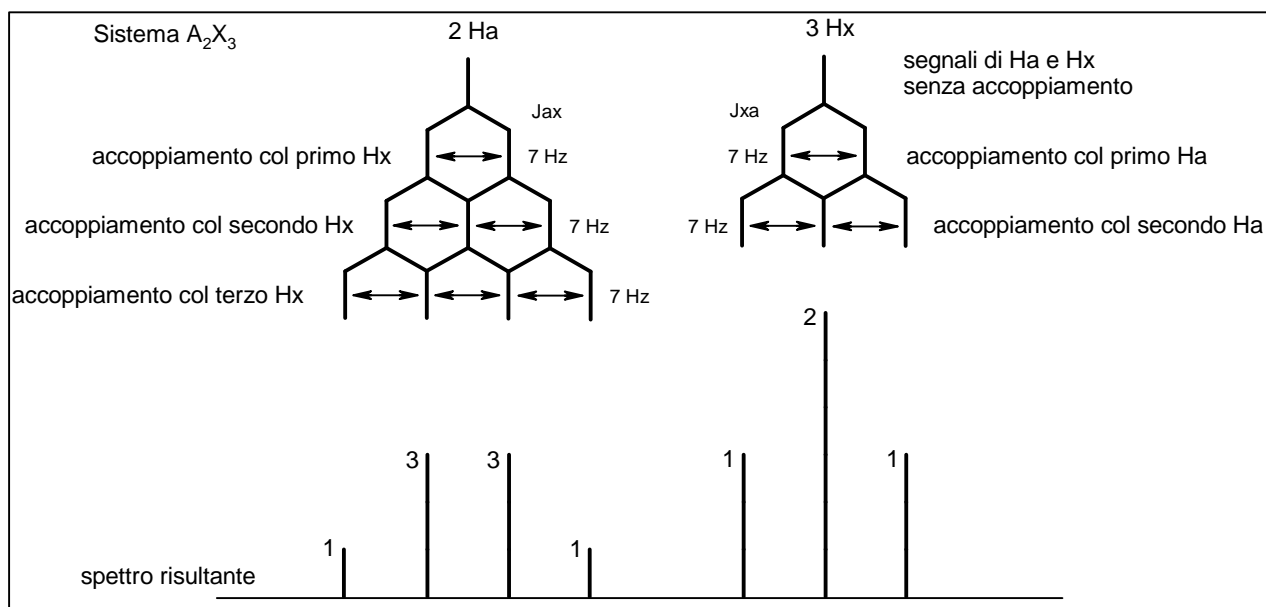 Sistema A2X3
2 Ha
3 Hx
segnali di Ha e Hx
senza accoppiamento
Jax
Jxa
accoppiamento col primo Hx
7 Hz
7 Hz
accoppiamento col primo Ha
accoppiamento col secondo Hx
7 Hz
7 Hz
accoppiamento col secondo Ha
accoppiamento col terzo Hx
7 Hz
2
3
3
1
1
1
1
spettro risultante